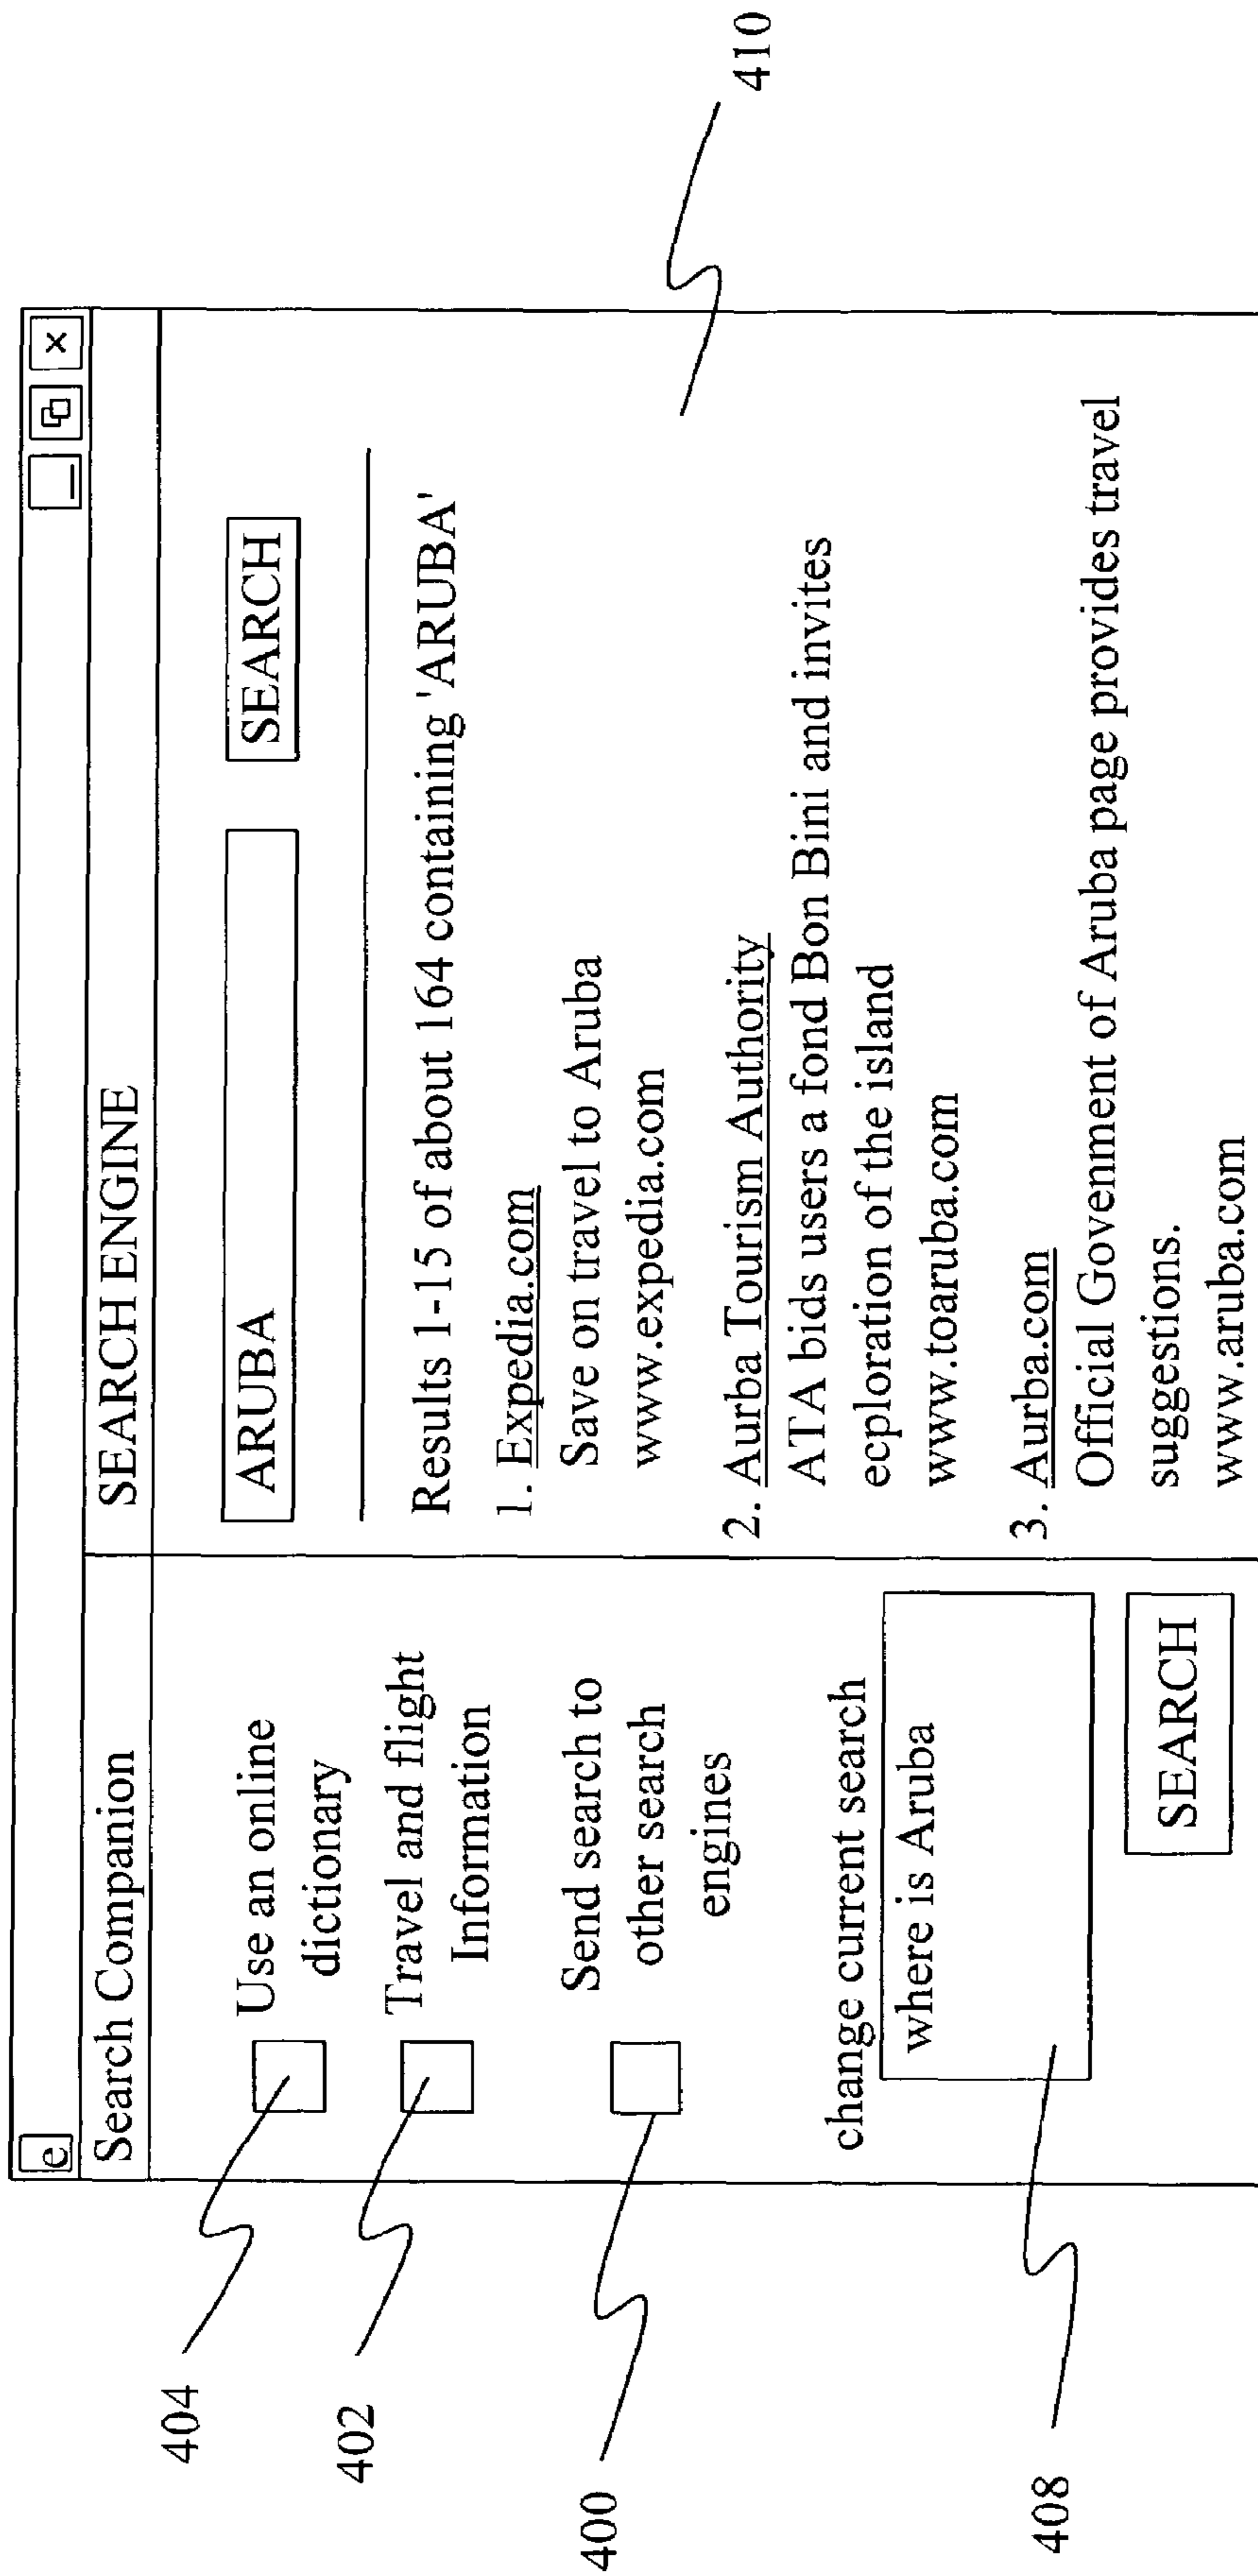 e
×
Search Companion
SEARCH ENGINE
404
Use an online
dictionary
402
Travel and flight
Information
400
Send search to
other search
engines
change current search
408
where is Aruba
SEARCH
ARUBA
SEARCH
Results 1-15 of about 164 containing 'ARUBA'
1. Expedia.com
Save on travel to Aruba
www.expedia.com
410
2. Aurba Tourism Authority
ATA bids users a fond Bon Bini and invites
ecploration of the island
www.toaruba.com
3. Aurba.com
Official Govenment of Aruba page provides travel
suggestions.
www.aruba.com